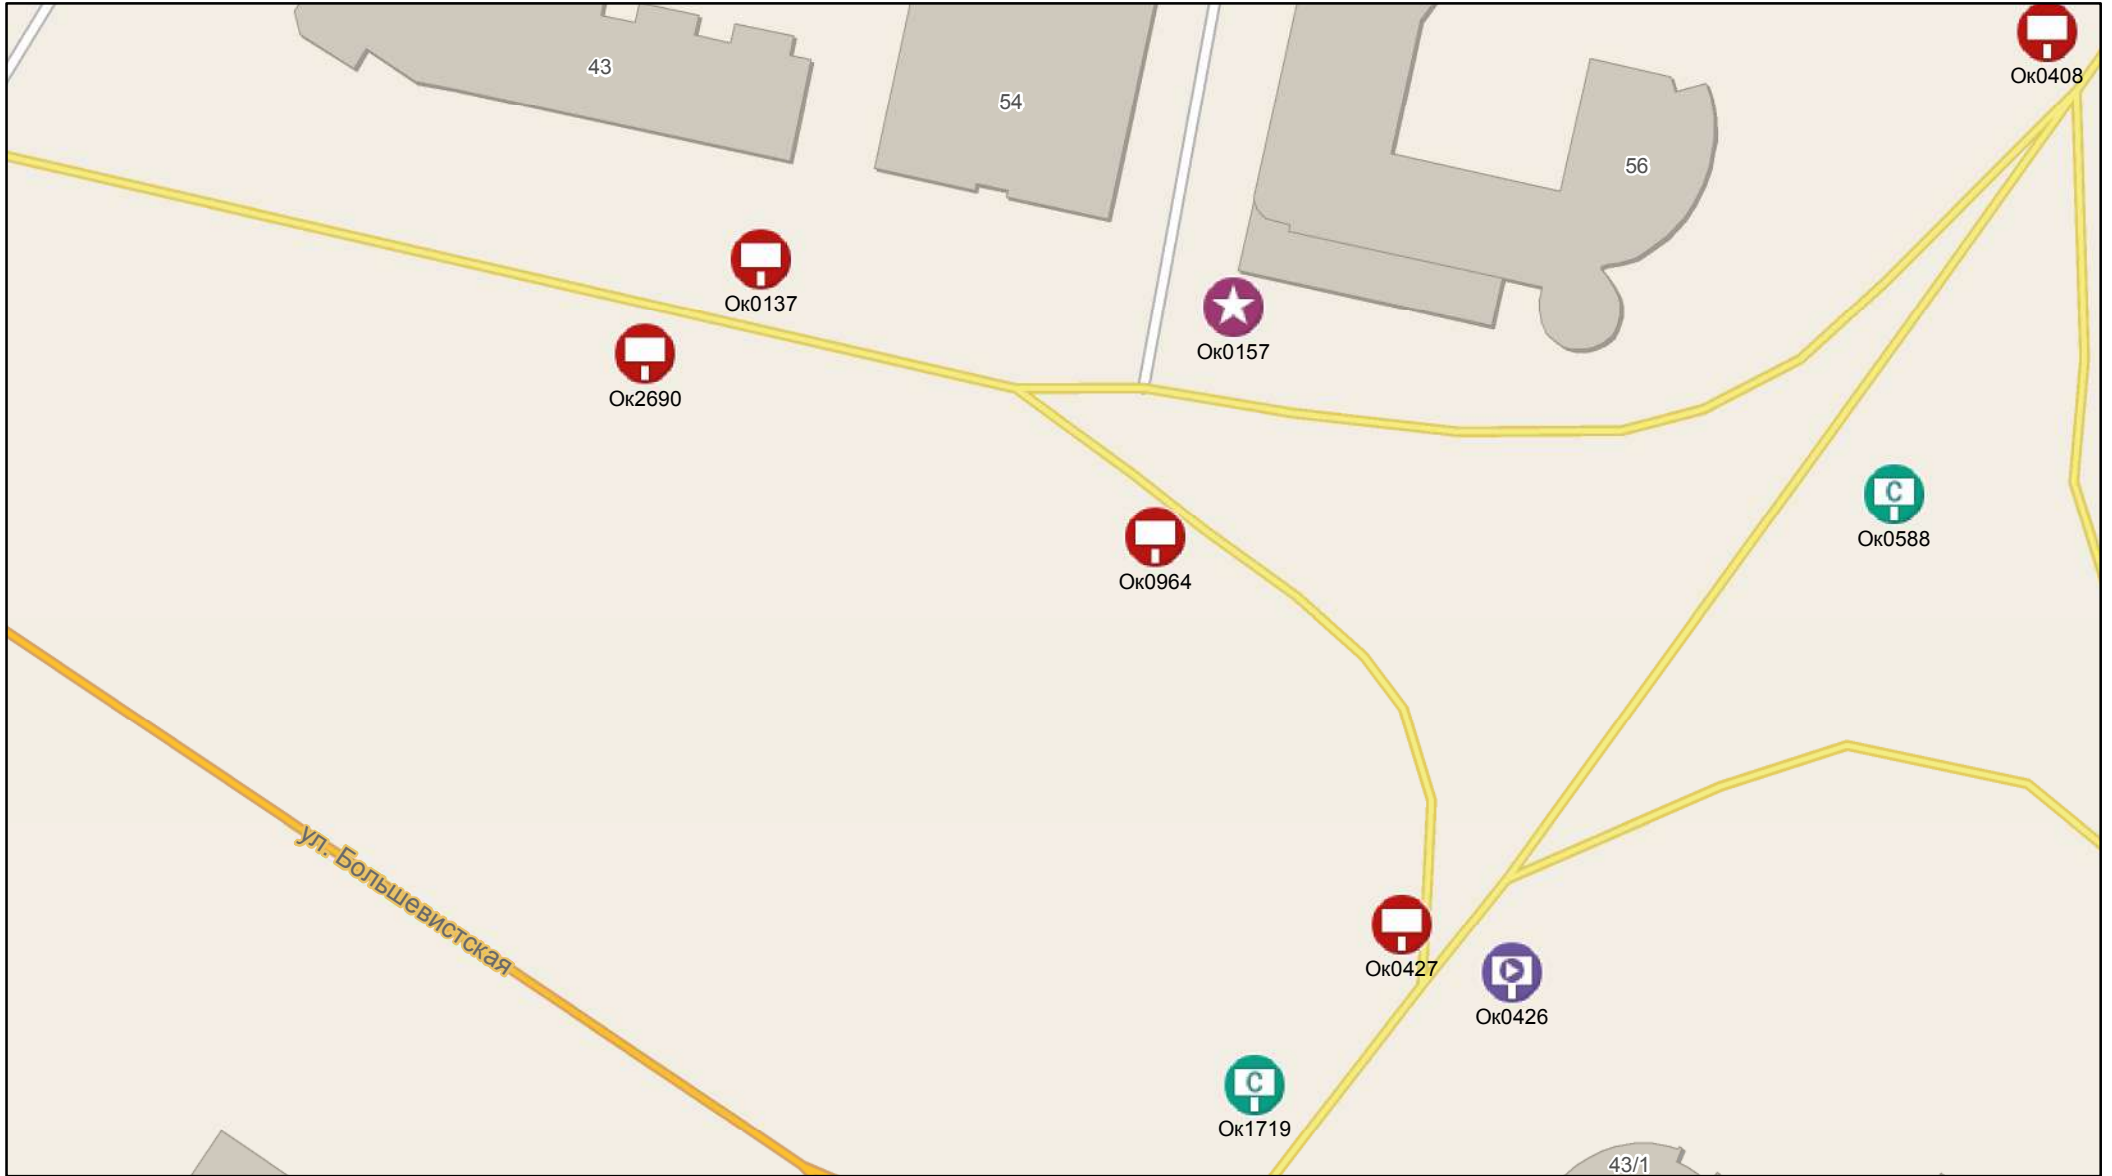 43
54
56
Ок0408
Ок0137
Ок0157
Ок2690
C
Ок0588
Ок0964
ул. Большевистская
Ок0427
Ок0426
C
Ок1719
43/1